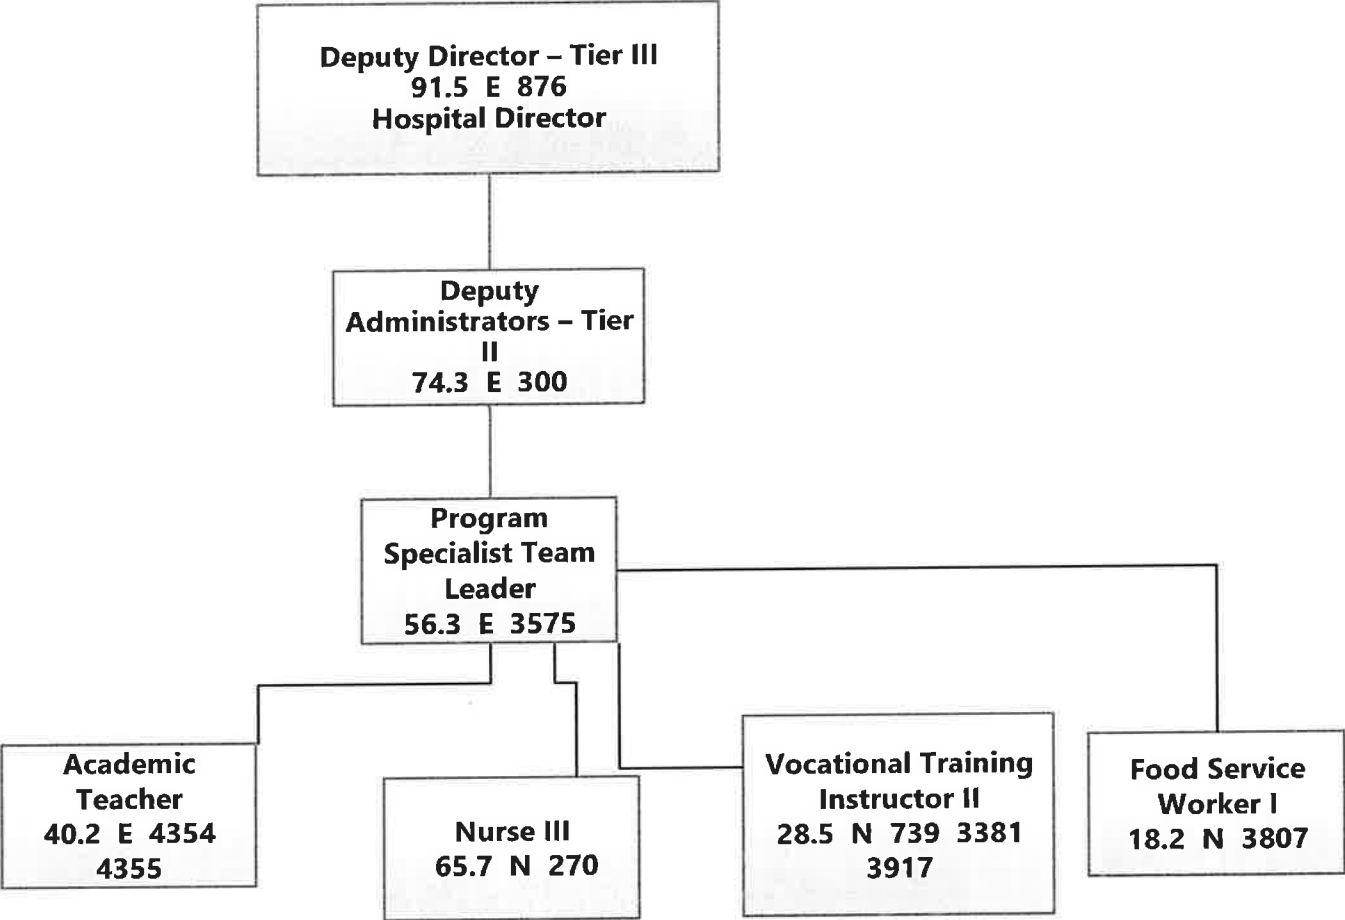 Deputy Director – Tier III
91.5 E 876
Hospital Director
Deputy
Administrators – Tier
II
74.3 E 300
Program
Specialist Team
Leader
56.3 E 3575
Academic
Teacher
40.2 E 4354
4355
Nurse III
65.7 N 270
Vocational Training
Instructor II
28.5 N 739 3381
3917
Food Service
Worker I
18.2 N 3807